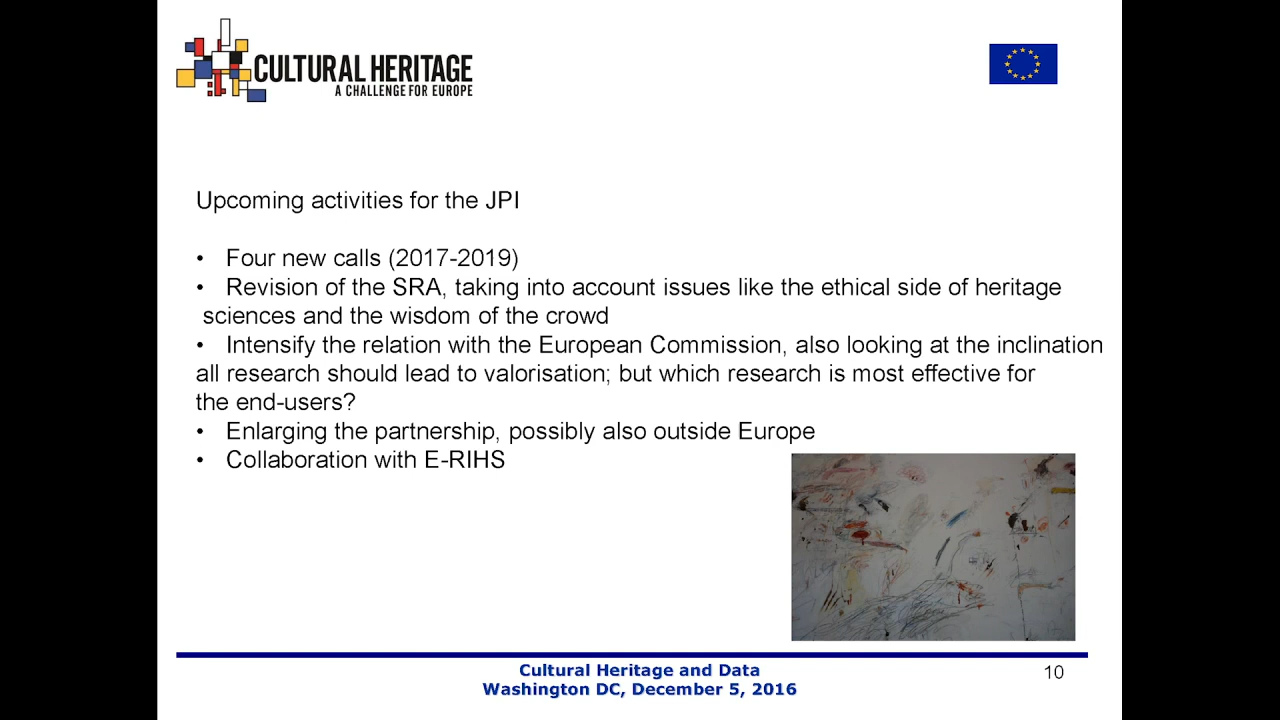 CULTURAL HERITAGE
A CHALLENGE FOR EUROPE
Upcoming activities for the JPI
• Four new calls (2017-2019)
• Revision of the SRA, taking into account issues like the ethical side of heritage
sciences and the wisdom of the crowd
• Intensify the relation with the European Commission, also looking at the inclination
all research should lead to valorisation; but which research is most effective for
the end-users?
• Enlarging the partnership, possibly also outside Europe
• Collaboration with E-RIHS
Cultural Heritage and Data
Washington DC, December 5, 2016
10